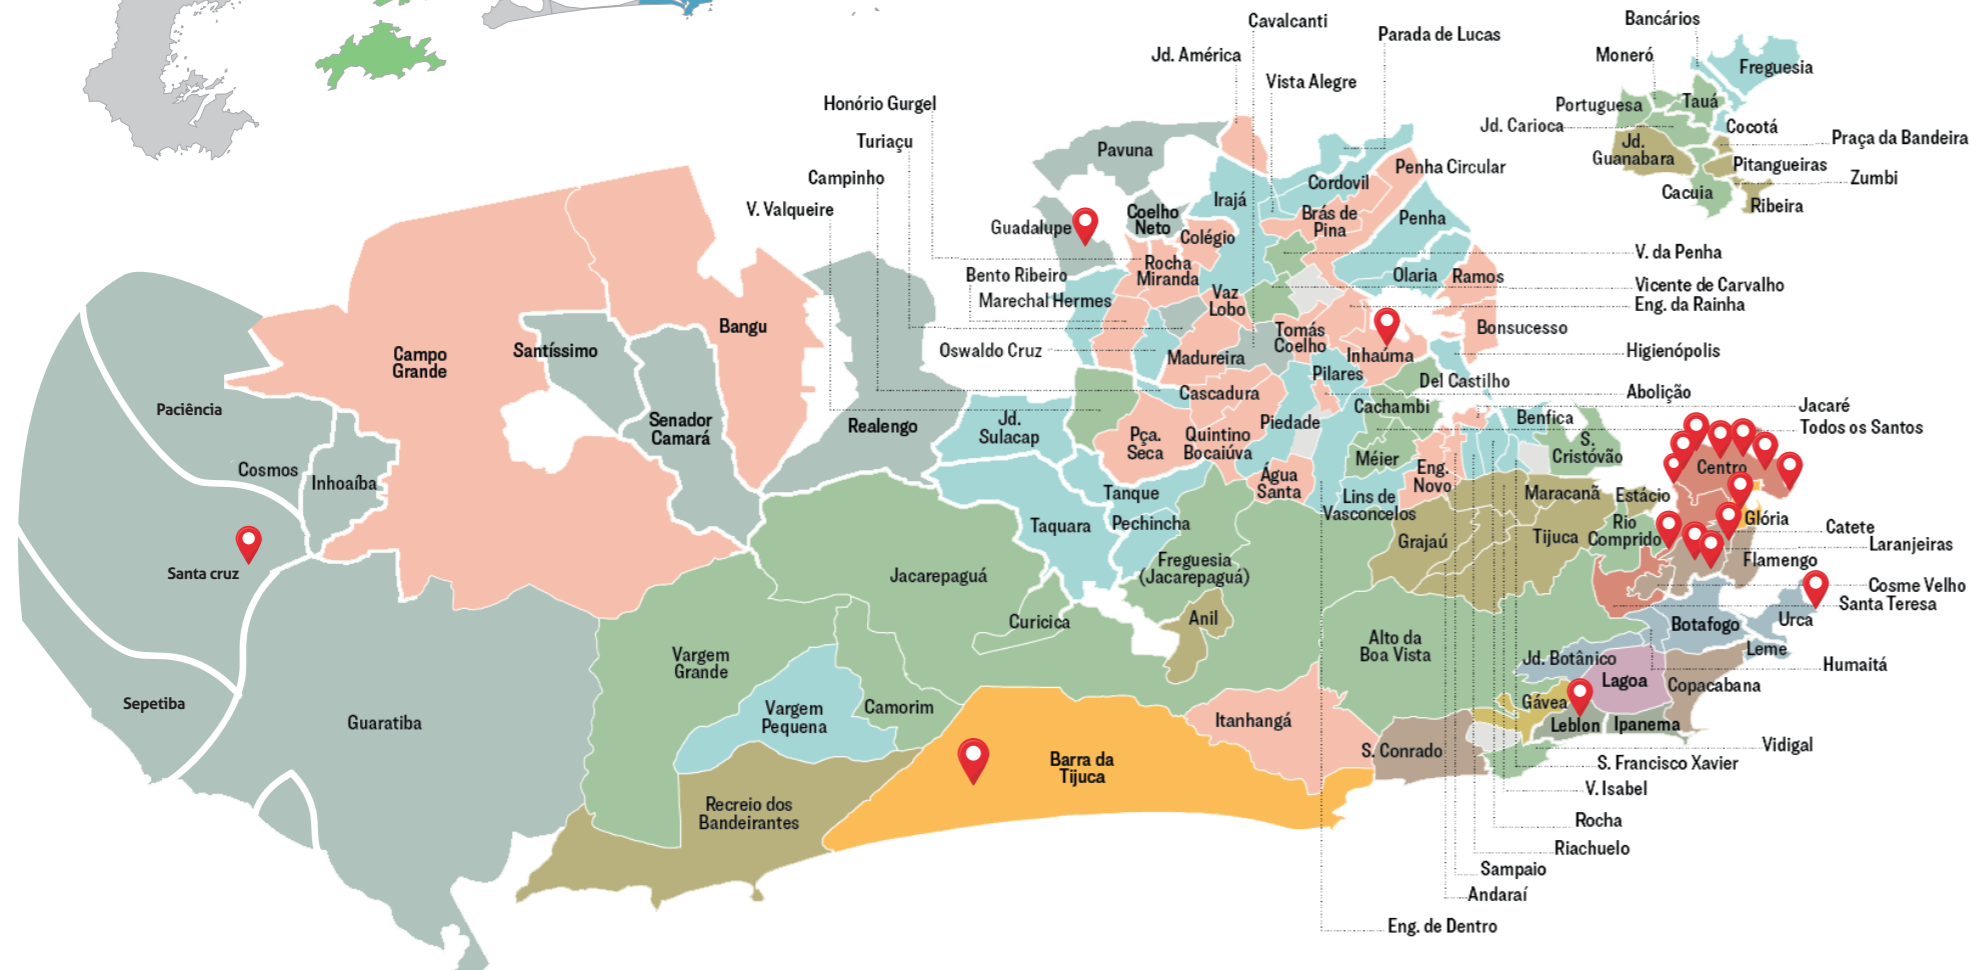 Cavalcanti
Bancários
Parada de Lucas
Jd. América
Moneró
Freguesia
Vista Alegre
Honório Gurgel
Portuguesa
Tauá
Jd. Carioca
Cocotá
Praça da Bandeira
Turiaçu
Pavuna
Jd.
Guanabara
Pitangueiras
Campinho
Penha Circular
Cordovil
Zumbi
Cacuia
Ribeira
V. Valqueire
Irajá
Guadalupe
Coelho
Neto
Colégio
Brás de
Pina
Penha
V. da Penha
Bento Ribeiro
Rocha
Miranda
Olaria
Ramos
Marechal Hermes
Vaz
Lobo
Vicente de Carvalho
Eng. da Rainha
Bangu
Tomás
Coelho
Bonsucesso
Oswaldo Cruz
Madureira
Inhaúma
Higienópolis
Santíssimo
Campo
Grande
Pilares
Del Castilho
Cascadura
Abolição
Paciência
Cachambi
Jacaré
Senador
Camará
Realengo
Jd.
Sulacap
Pça.
Seca
Quintino
Bocaiúva
Piedade
Benfica
Todos os Santos
S.
Cristóvão
Cosmos
Inhoaíba
Méier
Eng.
Novo
Centro
Água
Santa
Tanque
Lins de
Vasconcelos
Maracanã
Estácio
Taquara
Pechincha
Glória
Rio
Comprido
Catete
Grajaú
Tijuca
Laranjeiras
Santa cruz
Freguesia
(Jacarepaguá)
Jacarepaguá
Flamengo
Cosme Velho
Santa Teresa
Curicica
Anil
Botafogo
Urca
Alto da
Boa Vista
Leme
Vargem
Grande
Jd. Botânico
Humaitá
Lagoa
Copacabana
Sepetiba
Guaratiba
Vargem
Pequena
Camorim
Itanhangá
Gávea
Leblon
Ipanema
S. Conrado
Vidigal
Barra da
Tijuca
S. Francisco Xavier
V. Isabel
Recreio dos
Bandeirantes
Rocha
Riachuelo
Sampaio
Andaraí
Eng. de Dentro